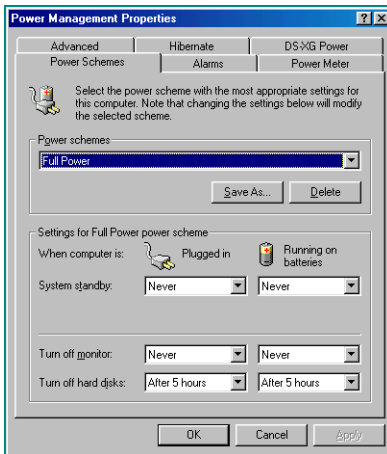 Power Management Properties
Advanced
Hibernate
DS-XG Power
Power Schemes
Alarms
Power Meter
Select the power scheme with the most appropriate settings for
this computer. Note that changing the settings below will modify
the selected scheme.
Power schemes
Full Power
Save As...
Delete
Settings for Full Power power scheme
When computer is:
Plugged in
Running on
batteries
System standby:
Never
Never
Turn off monitor:
Never
Never
Turn off hard disks:
After 5 hours
After 5 hours
OK
Cancel
Apply